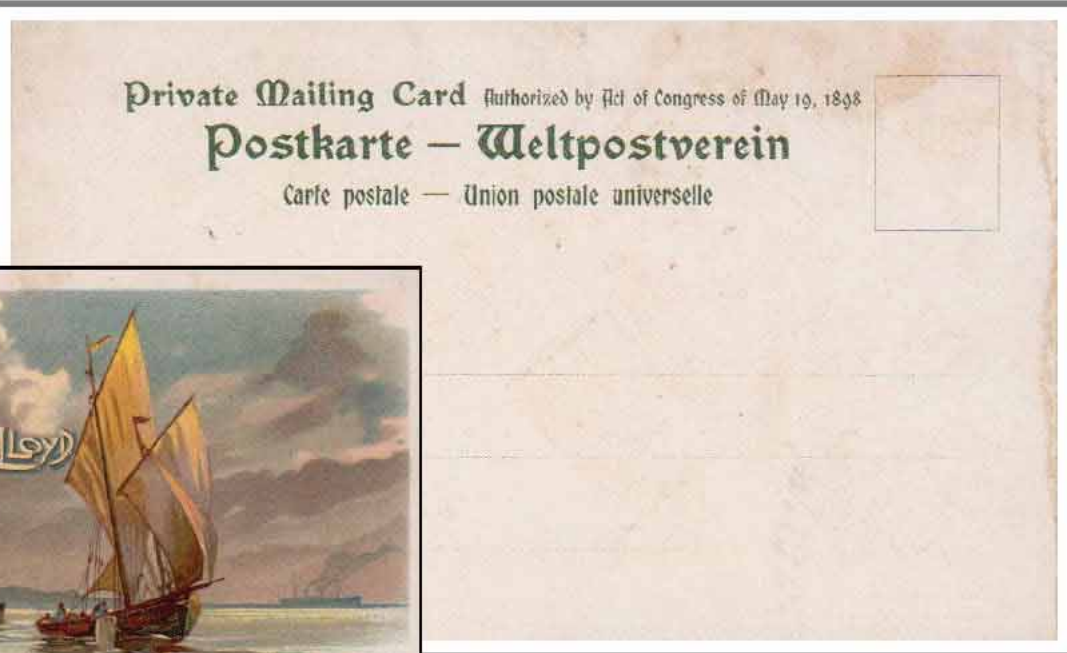 Private Mailing Card Authorized by Act of Congress of May 19, 1898
Postkarte — Weltpostverein
Carte postale — Union postale universelle
LLOYD